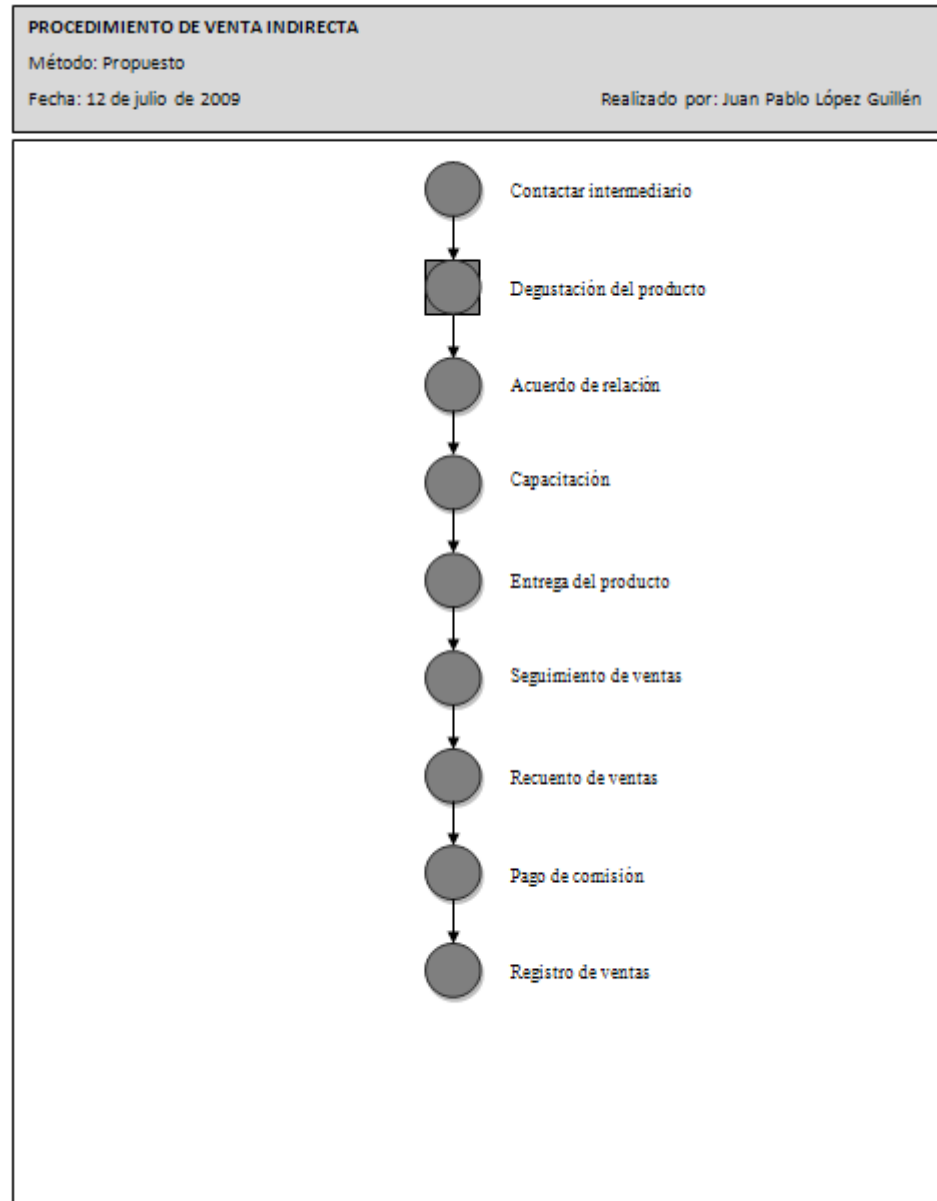 PROCEDIMIENTO DE VENTA INDIRECTA
Método: Propuesto
Fecha: 12 de julio de 2009 Realizado por: Juan Pablo López Guillén
Contactar intermediario
Degustación del producto
Acuerdo de relación
Capacitación
Entrega del producto
Seguimiento de ventas
Recuento de ventas
Pago de comisión
Registro de ventas